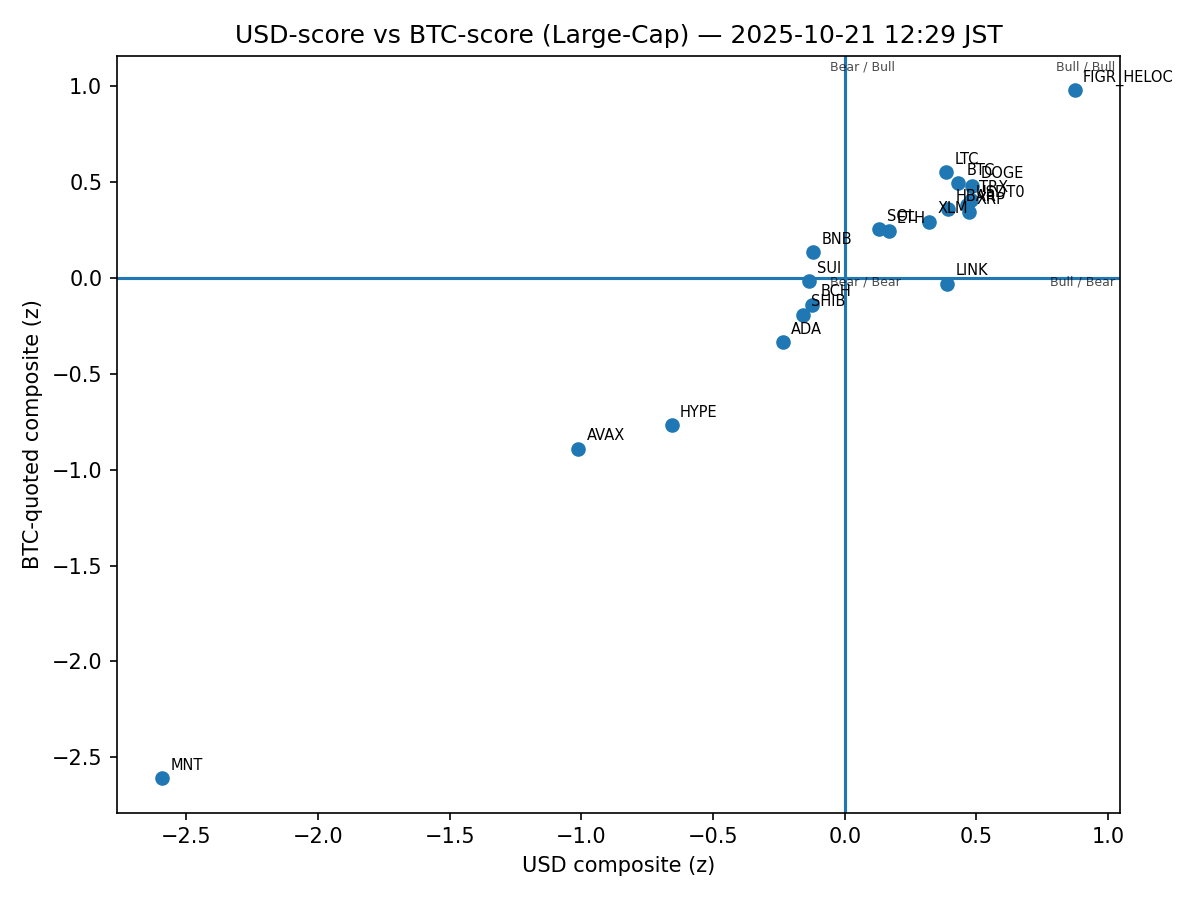 USD-score vs BTC-score (Large-Cap) — 2025-10-21 12:29 JST
Bear / Bull
Bull / Bull
FIGR_HELOC
LTC
BTC
DOGE
TRX
USDT0
HBAR
XRP
XLM
SOL
ETH
BNB
SUI
LINK
Bear / Bear
Bull / Bear
BCH
SHIB
ADA
HYPE
AVAX
MNT
1.0
0.5
0.0
−0.5
−1.0
−1.5
−2.0
−2.5
BTC-quoted composite (z)
−2.5 −2.0 −1.5 −1.0 −0.5 0.0 0.5 1.0
USD composite (z)